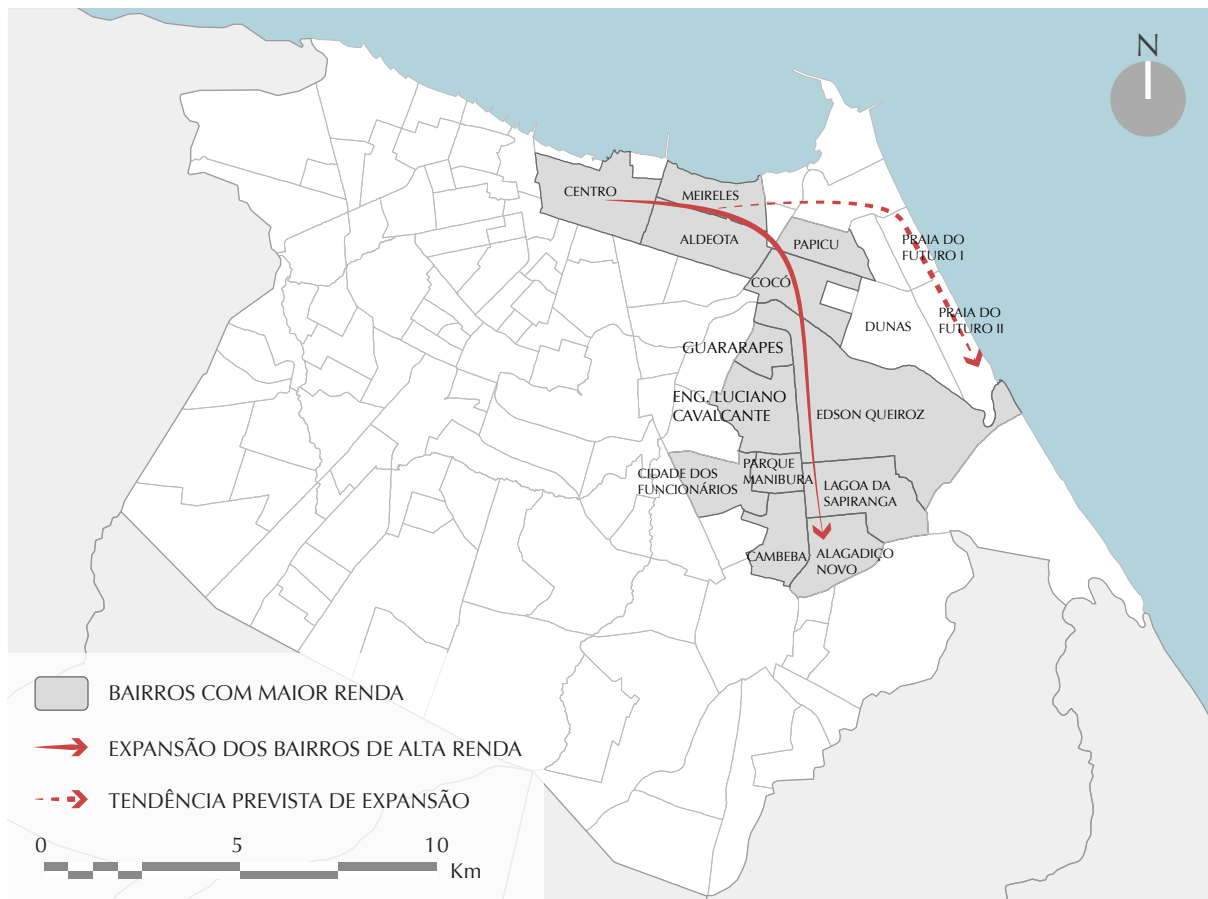 N
CENTRO
MEIRELES
ALDEOTA
PAPICU
PRAIA DO
FUTURO I
COCÓ
PRAIA DO
FUTURO II
DUNAS
GUARARAPES
ENG. LUCIANO
CAVALCANTE
EDSON QUEIROZ
CIDADE DOS
FUNCIONÁRIOS
PARQUE
MANIBURA
LAGOA DA
SAPIRANGA
CAMBEBA
ALAGADIÇO
NOVO
BAIRROS COM MAIOR RENDA
EXPANSÃO DOS BAIRROS DE ALTA RENDA
TENDÊNCIA PREVISTA DE EXPANSÃO
0 5 10
Km